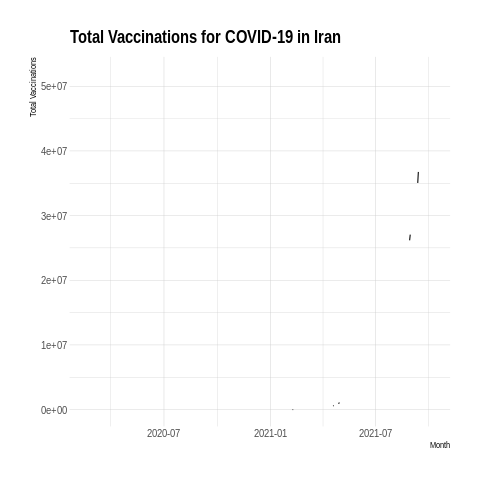 Total Vaccinations for COVID-19 in Iran
Total Vaccinations
5e+07
4e+07
3e+07
2e+07
1e+07
0e+00
2020-07
2021-01
2021-07
Month